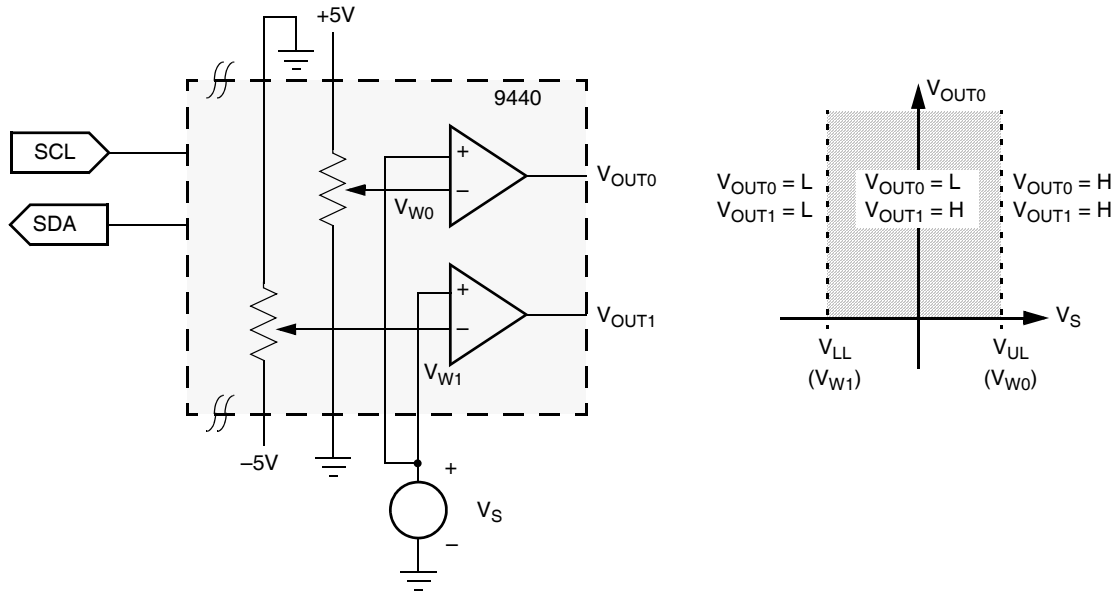 +5V
9440
SCL
SDA
+
–
V_W0
V_OUT0
+
–
V_W1
V_OUT1
–5V
+
V_S
–
V_OUT0
V_OUT0 = L
V_OUT1 = L
V_OUT0 = L
V_OUT1 = H
V_OUT0 = H
V_OUT1 = H
V_S
V_LL
(V_W1)
V_UL
(V_W0)